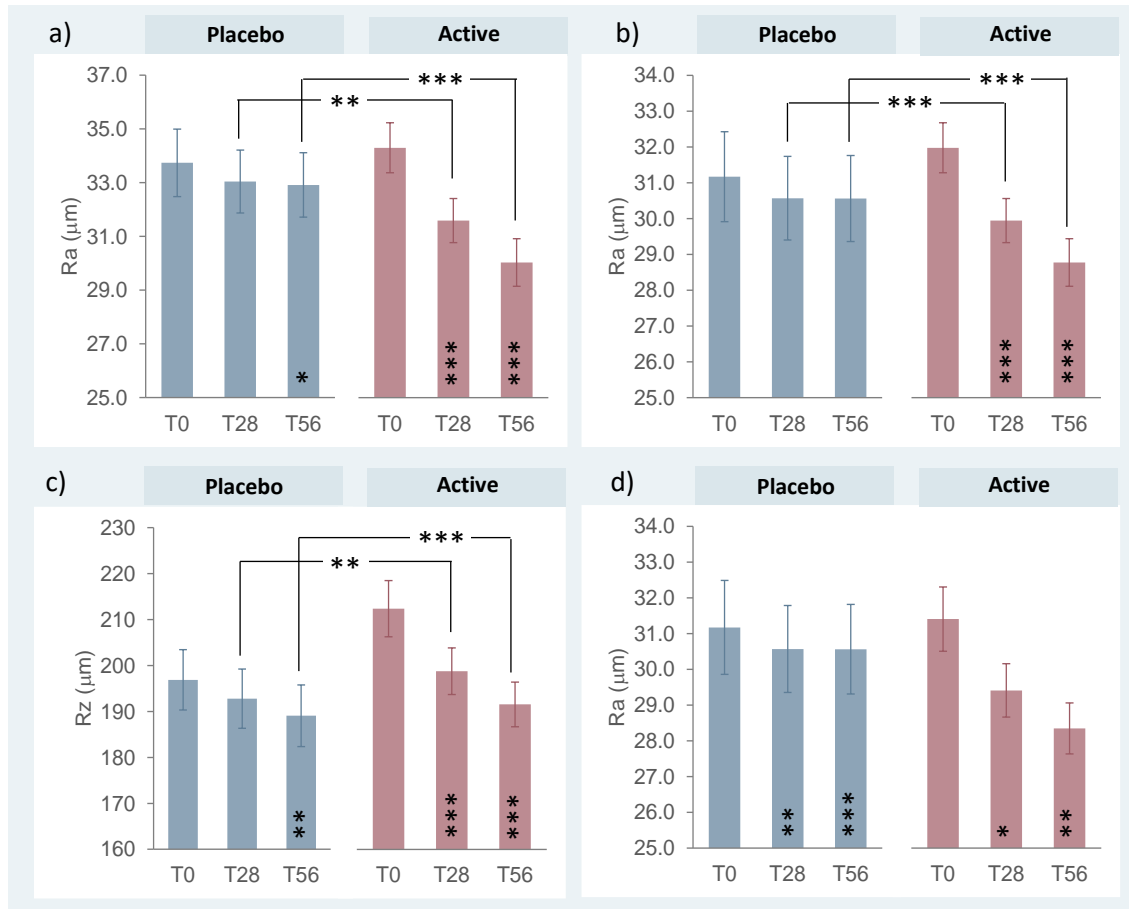 a) Placebo Active
37.0
35.0
33.0
31.0
29.0
27.0
25.0
Ra (μm)
** ***
* *** ***
T0 T28 T56 T0 T28 T56
b) Placebo Active
34.0
33.0
32.0
31.0
30.0
29.0
28.0
27.0
26.0
25.0
Ra (μm)
*** ***
*** ***
T0 T28 T56 T0 T28 T56
c) Placebo Active
230
220
210
200
190
180
170
160
Rz (μm)
** ***
** *** ***
T0 T28 T56 T0 T28 T56
d) Placebo Active
34.0
33.0
32.0
31.0
30.0
29.0
28.0
27.0
26.0
25.0
Ra (μm)
** *** * **
T0 T28 T56 T0 T28 T56